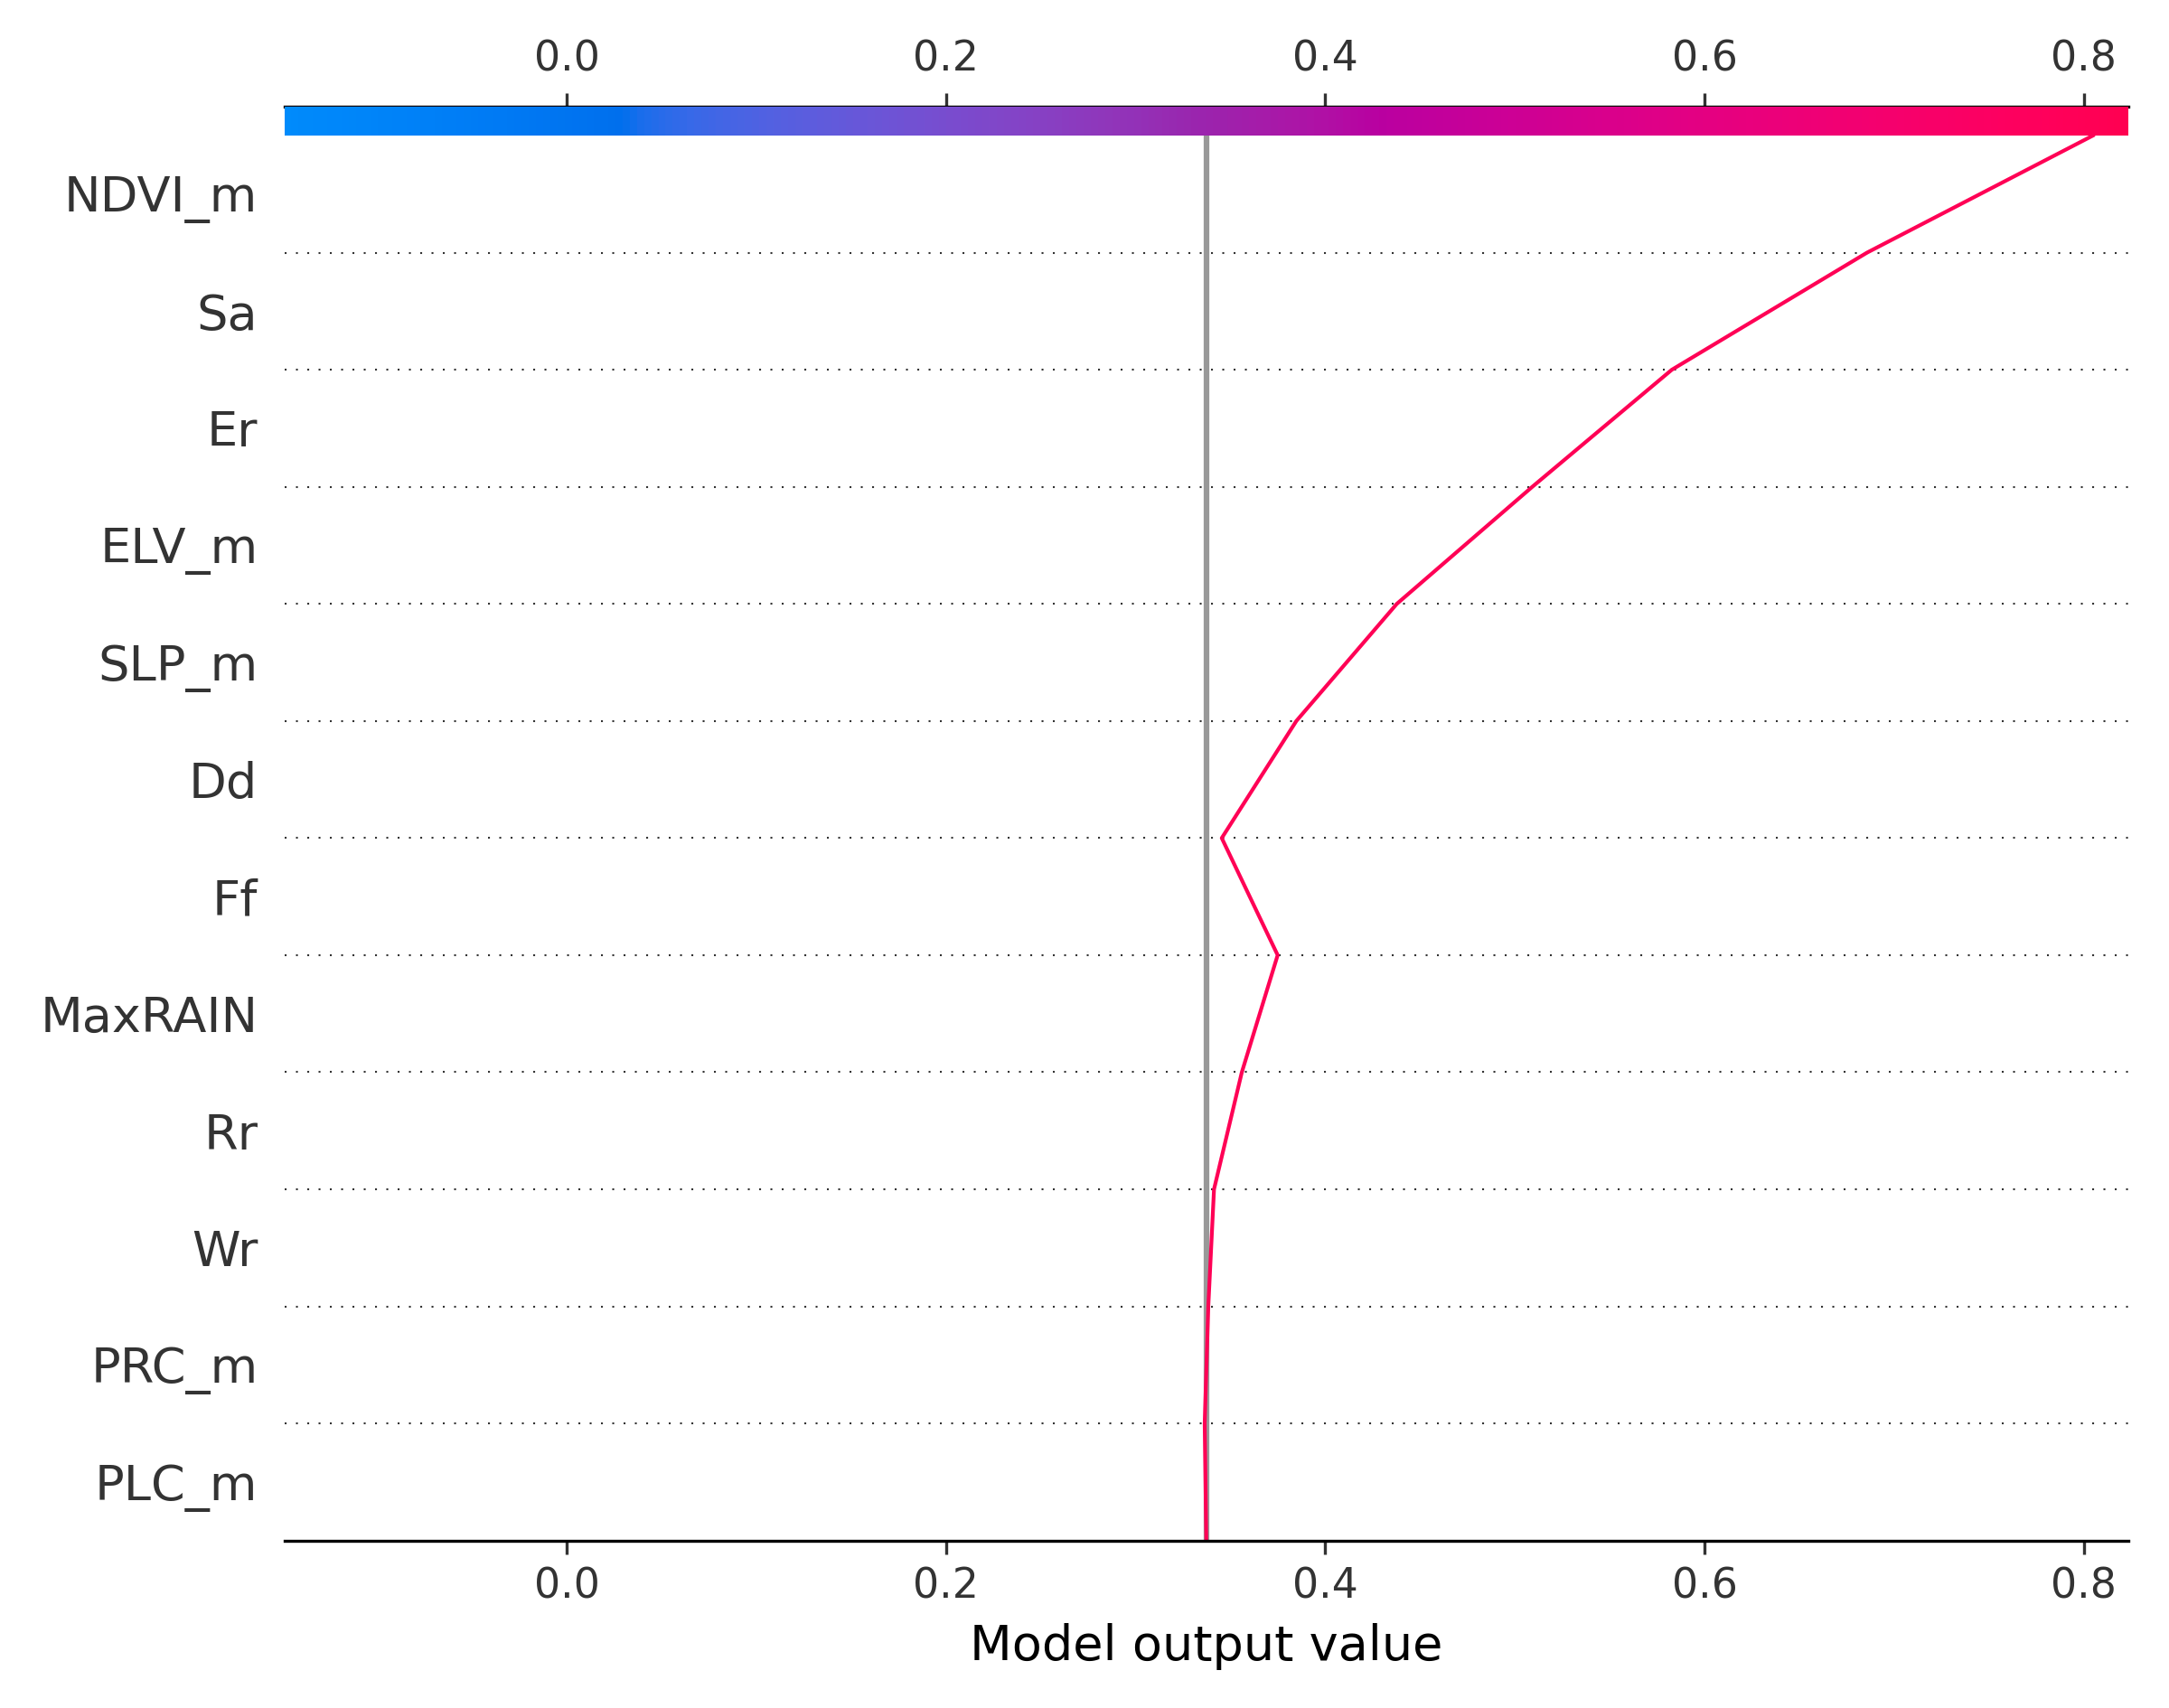 0.0 0.2 0.4 0.6 0.8
NDVI_m
Sa
Er
ELV_m
SLP_m
Dd
Ff
MaxRAIN
Rr
Wr
PRC_m
PLC_m
0.0 0.2 0.4 0.6 0.8
Model output value